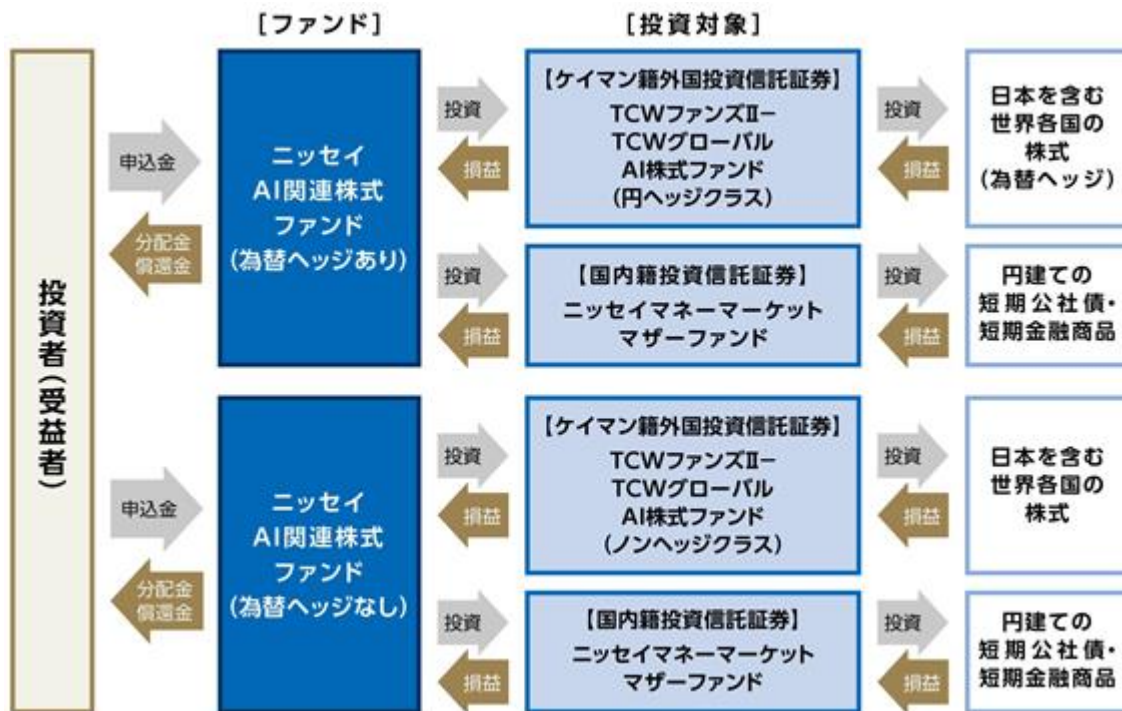 [ファンド]
[投資対象]
投資者(受益者)
申込金
分配金
償還金
ニッセイ
AI関連株式
ファンド
(為替ヘッジあり)
投資
損益
【ケイマン籍外国投資信託証券】
TCWファンズⅡー
TCWグローバル
AI株式ファンド
(円ヘッジクラス)
投資
損益
日本を含む
世界各国の
株式
(為替ヘッジ)
投資
損益
【国内籍投資信託証券】
ニッセイマネーマーケット
マザーファンド
投資
損益
円建ての
短期公社債・
短期金融商品
申込金
分配金
償還金
ニッセイ
AI関連株式
ファンド
(為替ヘッジなし)
投資
損益
【ケイマン籍外国投資信託証券】
TCWファンズⅡー
TCWグローバル
AI株式ファンド
(ノンヘッジクラス)
投資
損益
日本を含む
世界各国の
株式
投資
損益
【国内籍投資信託証券】
ニッセイマネーマーケット
マザーファンド
投資
損益
円建ての
短期公社債・
短期金融商品